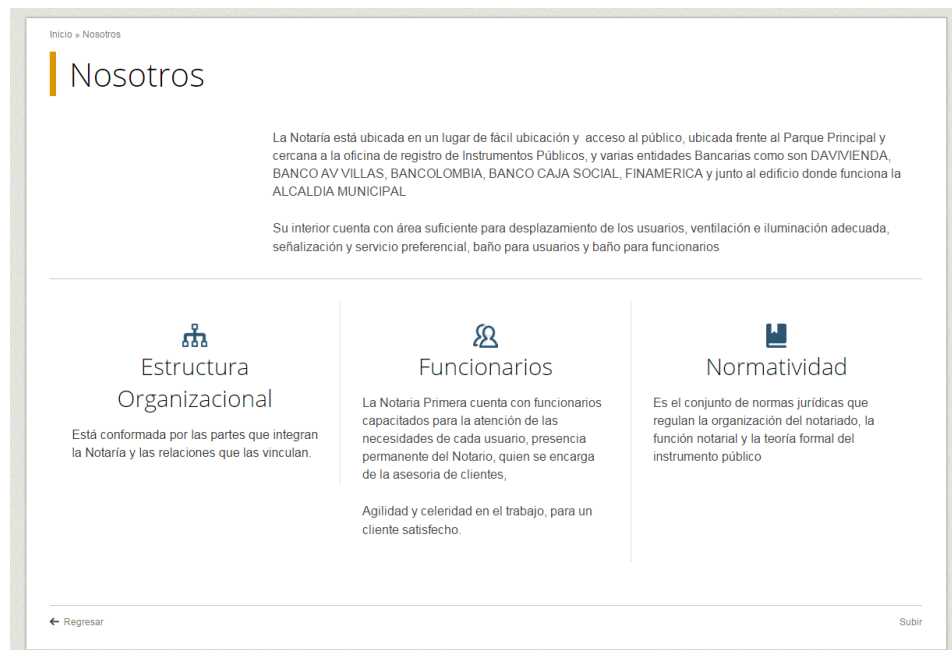 Inicio » Nosotros
Nosotros
La Notaría está ubicada en un lugar de fácil ubicación y  acceso al público, ubicada frente al Parque Principal y
cercana a la oficina de registro de Instrumentos Públicos, y varias entidades Bancarias como son DAVIVIENDA,
BANCO AV VILLAS, BANCOLOMBIA, BANCO CAJA SOCIAL, FINAMERICA y junto al edificio donde funciona la
ALCALDIA MUNICIPAL
Su interior cuenta con área suficiente para desplazamiento de los usuarios, ventilación e iluminación adecuada,
señalización y servicio preferencial, baño para usuarios y baño para funcionarios
Estructura
Organizacional
Está conformada por las partes que integran
la Notaría y las relaciones que las vinculan.
Funcionarios
La Notaria Primera cuenta con funcionarios
capacitados para la atención de las
necesidades de cada usuario, presencia
permanente del Notario, quien se encarga
de la asesoria de clientes,
Agilidad y celeridad en el trabajo, para un
cliente satisfecho.
Normatividad
Es el conjunto de normas jurídicas que
regulan la organización del notariado, la
función notarial y la teoría formal del
instrumento público
Regresar
Subir